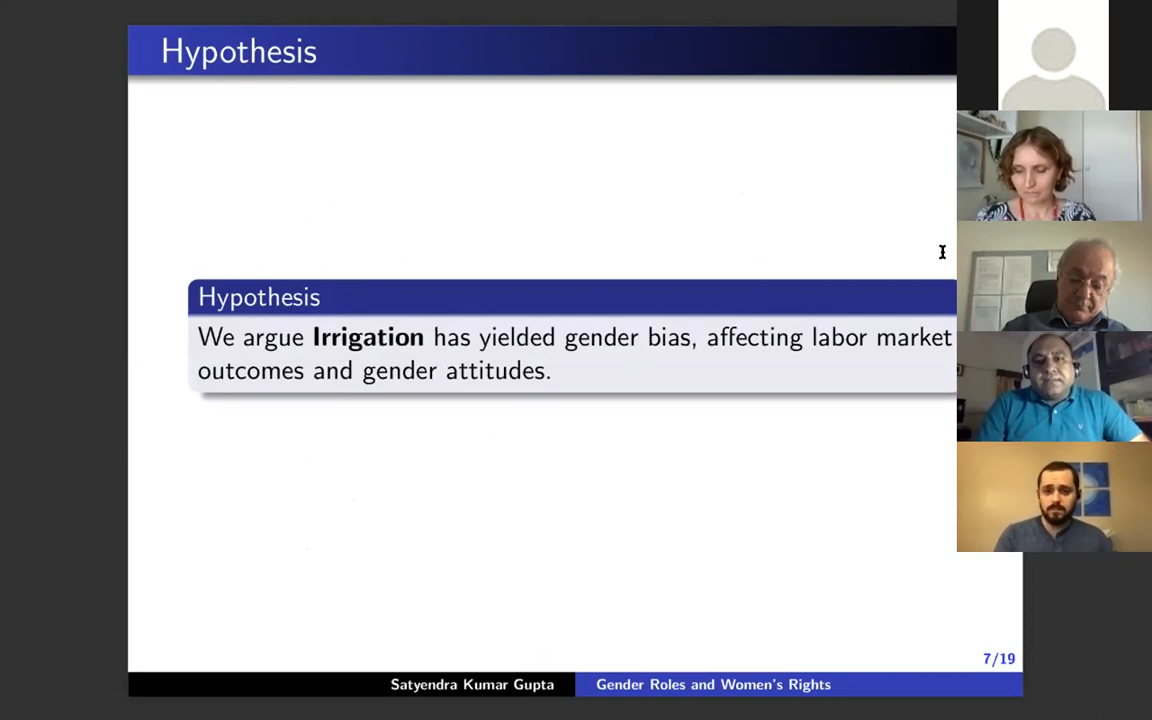 Hypothesis
Hypothesis
We argue Irrigation has yielded gender bias, affecting labor market
outcomes and gender attitudes.
7/19
Satyendra Kumar Gupta
Gender Roles and Women's Rights